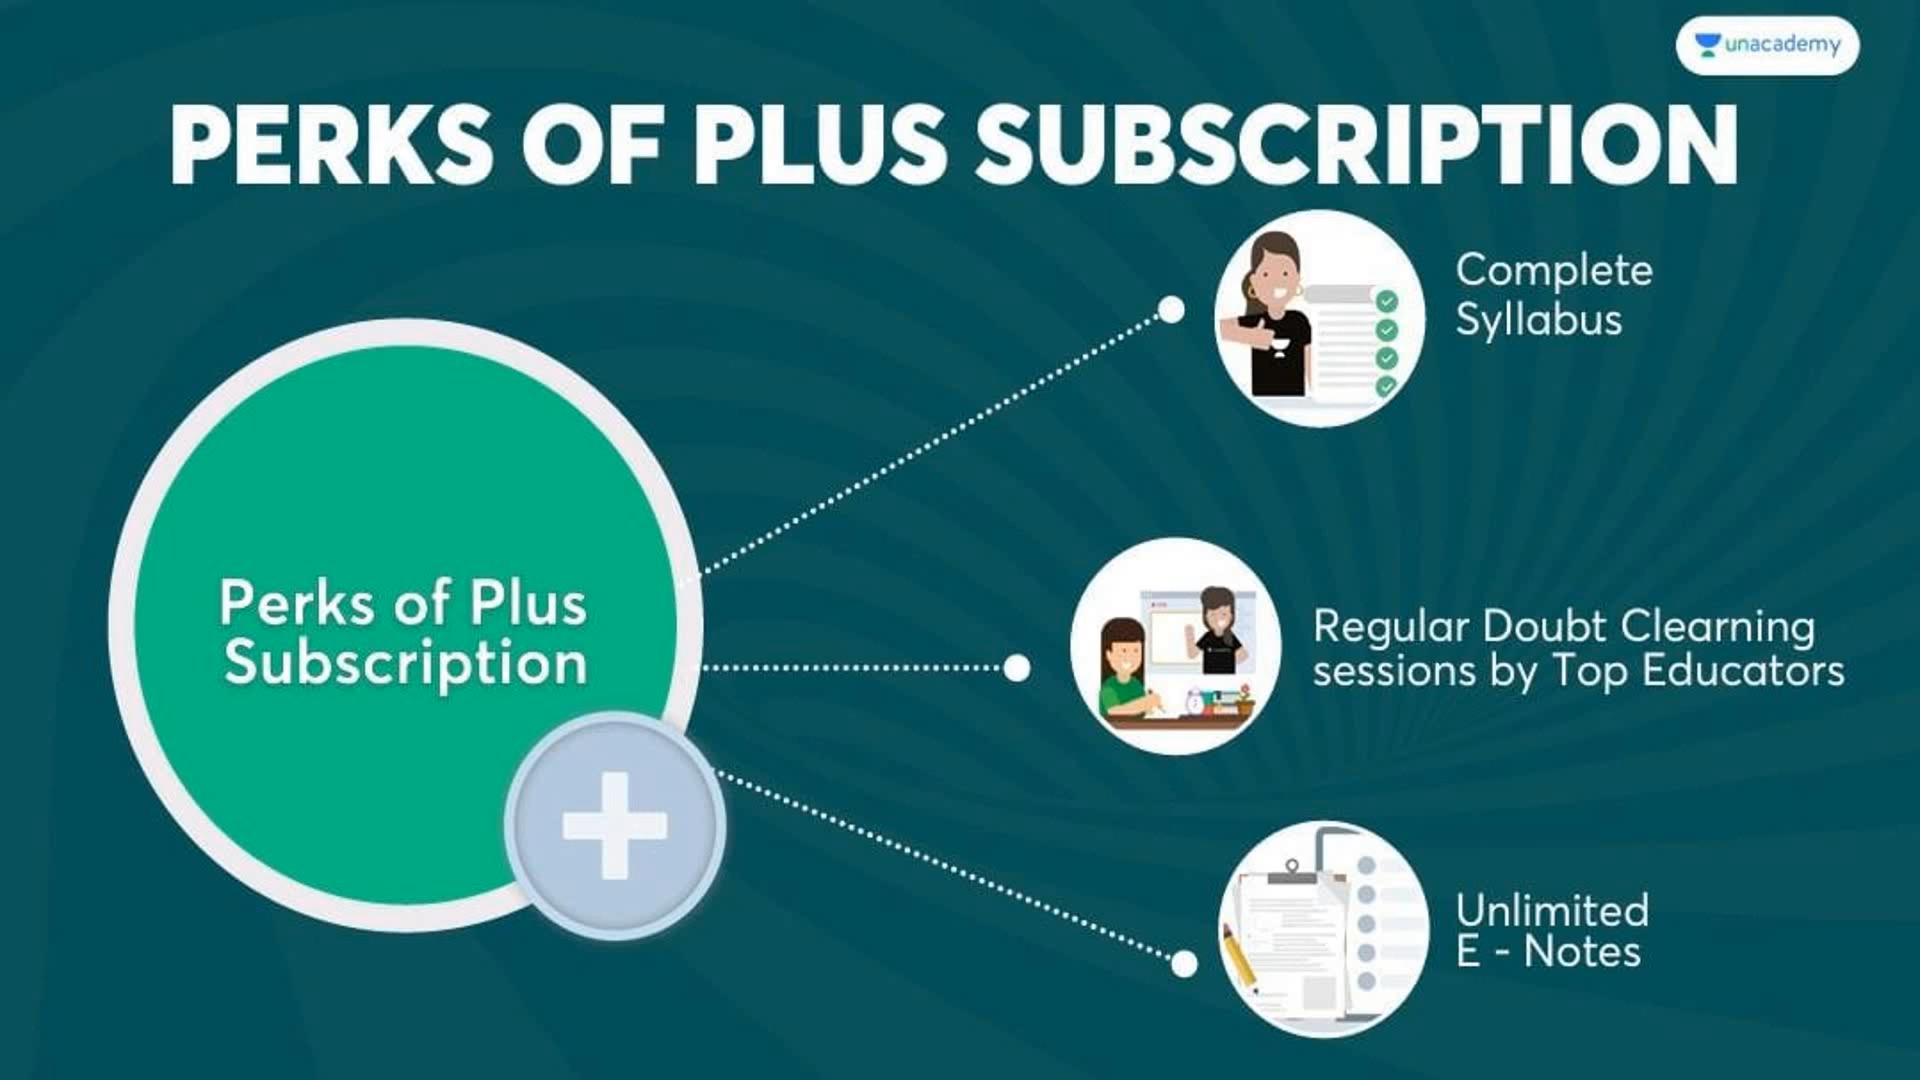 unacademy
PERKS OF PLUS SUBSCRIPTION
Complete
Syllabus
Perks of Plus
Subscription
Regular Doubt Clearning
sessions by Top Educators
Unlimited
E - Notes